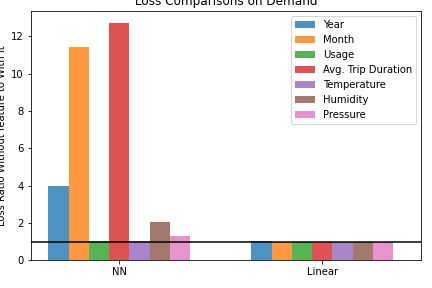 Loss Comparisons on Demand
Loss Ratio Without feature to With it
12
10
8
6
4
2
0
Year
Month
Usage
Avg. Trip Duration
Temperature
Humidity
Pressure
NN
Linear